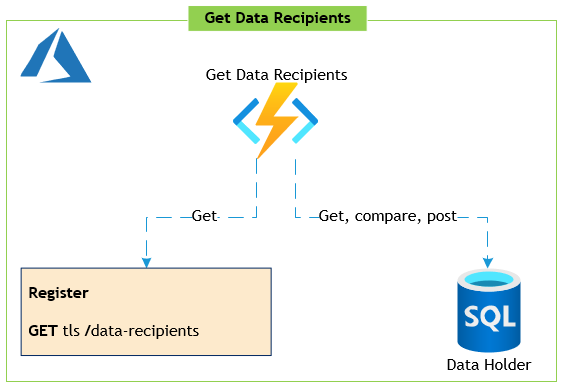 Get Data Recipients
Get Data Recipients
Get
Get, compare, post
Register
GET tls /data-recipients
SQL
Data Holder